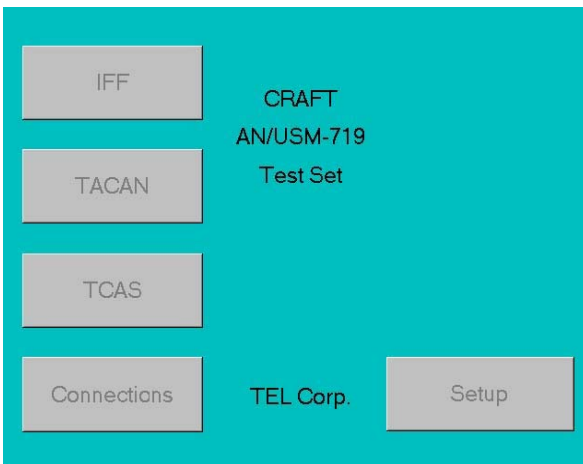 IFF
CRAFT
AN/USM-719
Test Set
TACAN
TCAS
Connections
TEL Corp.
Setup